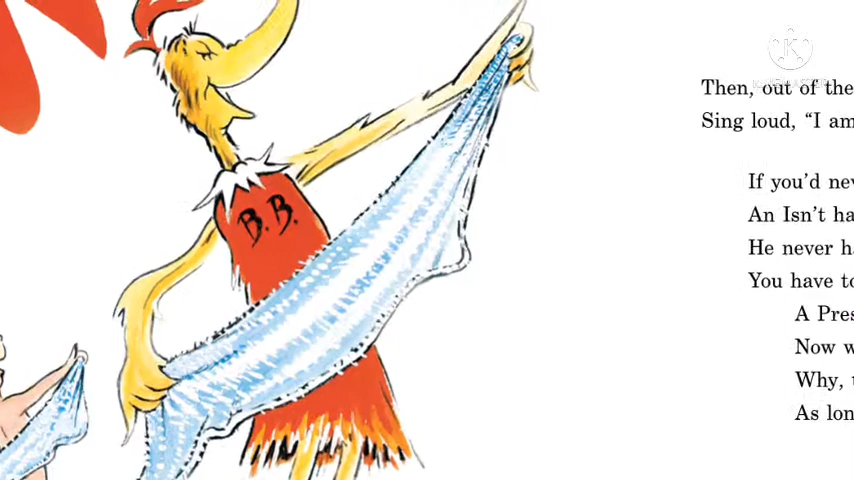 B. B.
Then, out of the
Sing loud, “I am
If you’d nev
An Isn’t ha
He never h
You have to
A Pres
Now w
Why, t
As lon